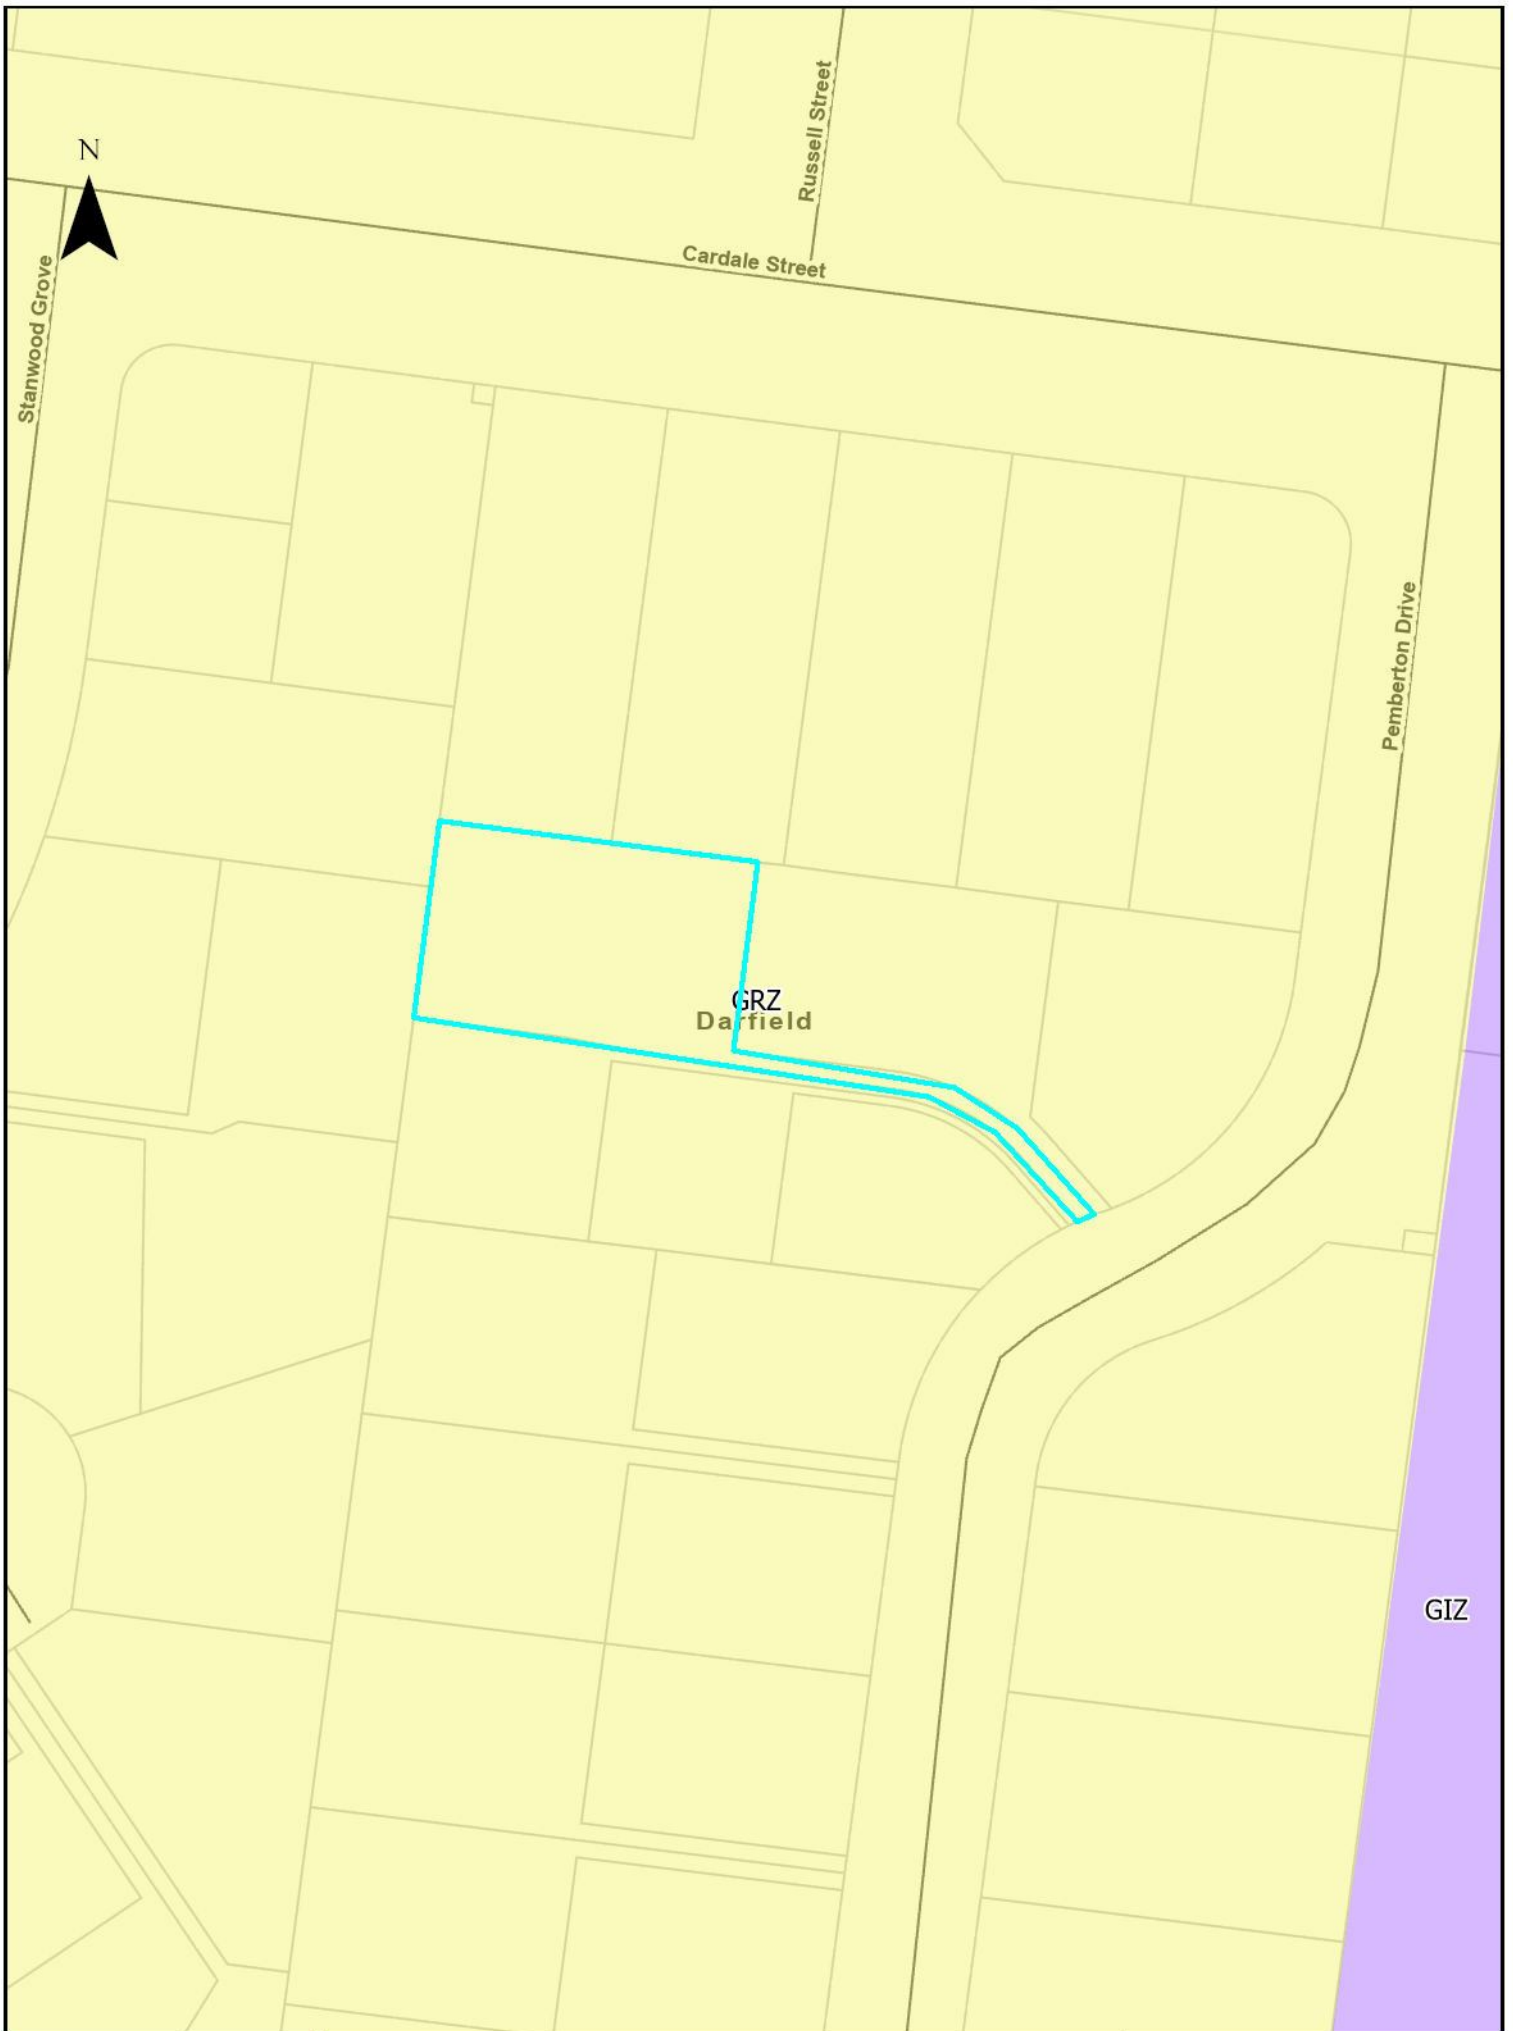 Russell Street
N
Cardale Street
Stanwood Grove
Pemberton Drive
GRZ
Darfield
GIZ